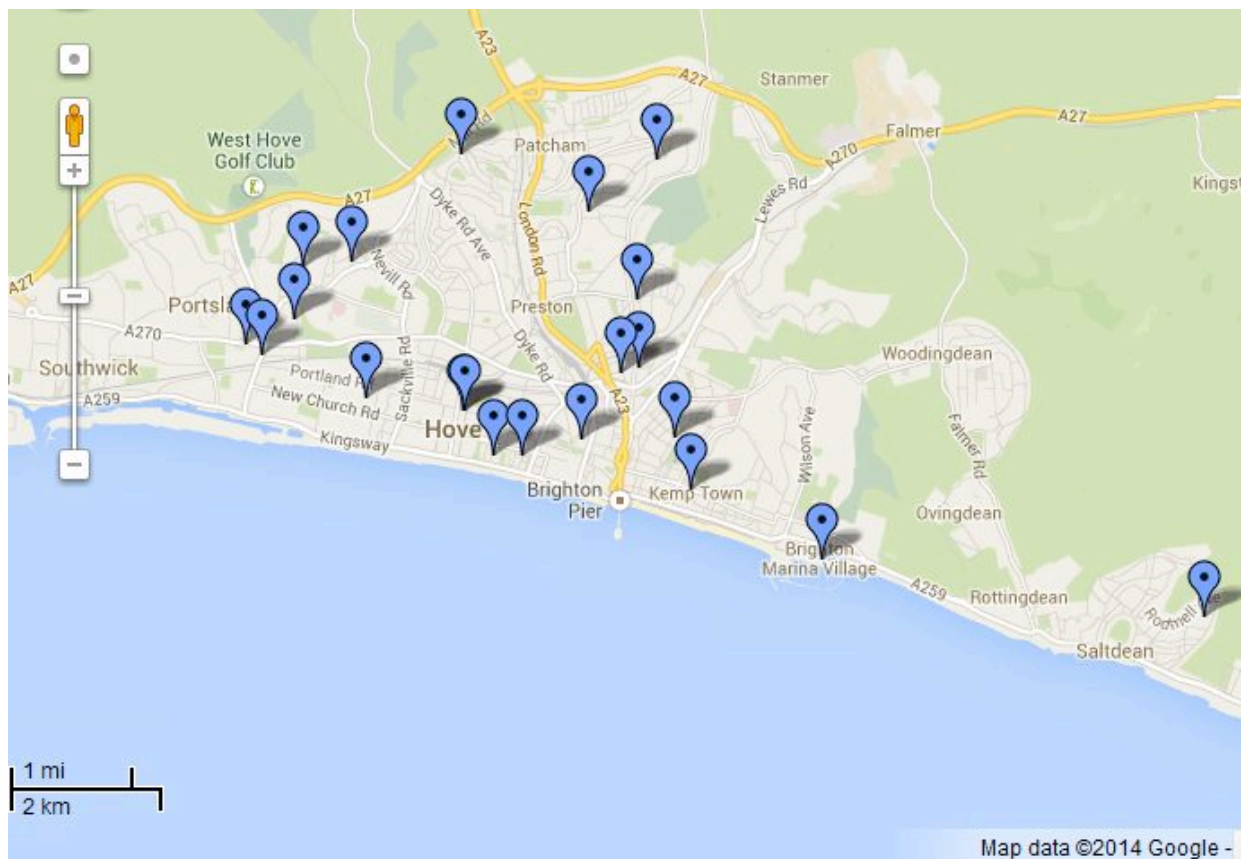 A23
A27
Stanmer
A27
West Hove
Golf Club
Patcham
Falmer
A270
Lewes Rd
A27
London Rd
Dyke Rd Ave
A27
Nevill Rd
Preston
Dyke Rd
A270
Southwick
Portland Rd
Sackville Rd
A259
New Church Rd
Woodingdean
Hove
A23
Kingsway
Wilson Ave
Falmer Rd
Brighton
Pier
Kemp Town
Ovingdean
Brighton
Marina Village
A259
Rottingdean
Saltdean
1 mi
2 km
Map data ©2014 Google -